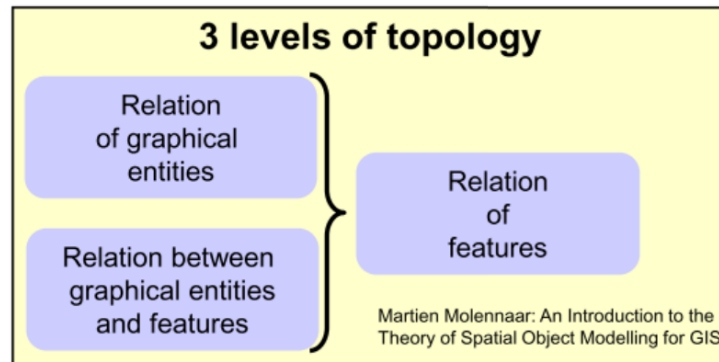 3 levels of topology
Relation
of graphical
entities
Relation between
graphical entities
and features
Relation
of
features
Martien Molennaar: An Introduction to the
Theory of Spatial Object Modelling for GIS